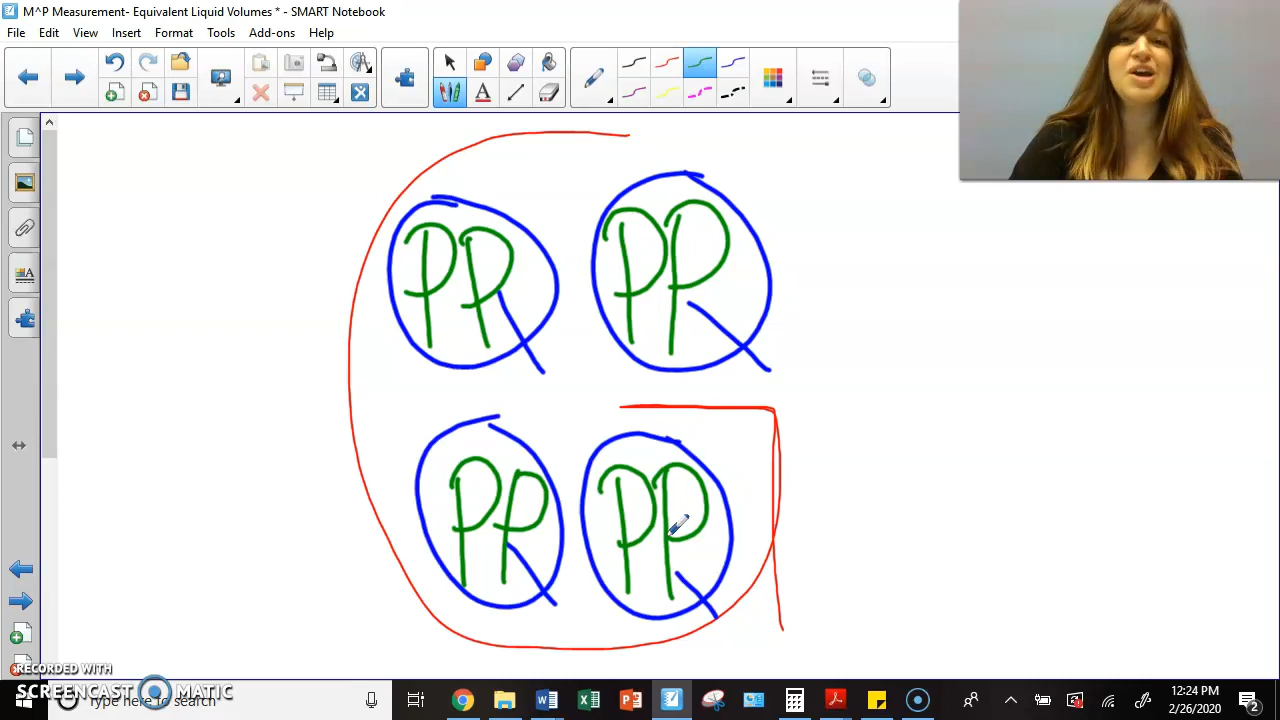 M^P Measurement- Equivalent Liquid Volumes * - SMART Notebook
File Edit View Insert Format Tools Add-ons Help
PP PP
PP PP
RECORDED WITH
SCREENCAST MATIC
Type here to search
12:24 PM
2/26/2020
2